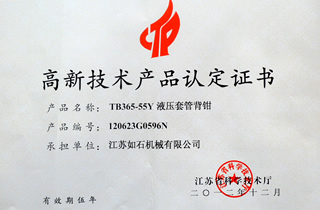 高新技术产品认定证书
产品名称：TB365-55Y 液压套管背钳
产品编号：120623G0596N
承担单位：江苏如石机械有限公司
江苏省科学技术厅
二〇一二年十二月
有效期伍年